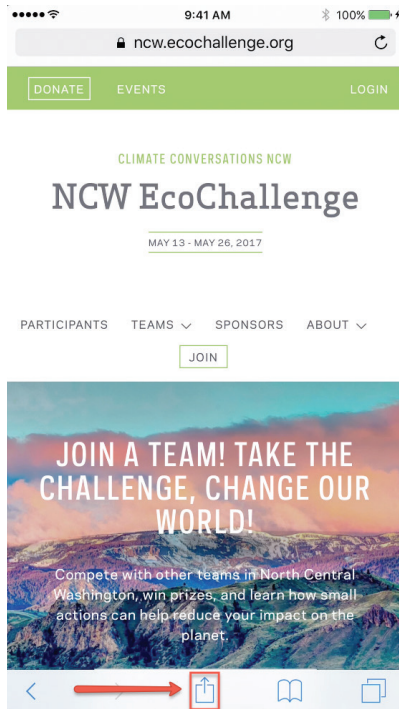 9:41 AM
100%
ncw.ecochallenge.org
DONATE EVENTS LOGIN
CLIMATE CONVERSATIONS NCW
NCW EcoChallenge
MAY 13 - MAY 26, 2017
PARTICIPANTS TEAMS SPONSORS ABOUT
JOIN
JOIN A TEAM! TAKE THE
CHALLENGE, CHANGE OUR
WORLD!
Compete with other teams in North Central
Washington, win prizes, and learn how small
actions can help reduce your impact on the
planet.